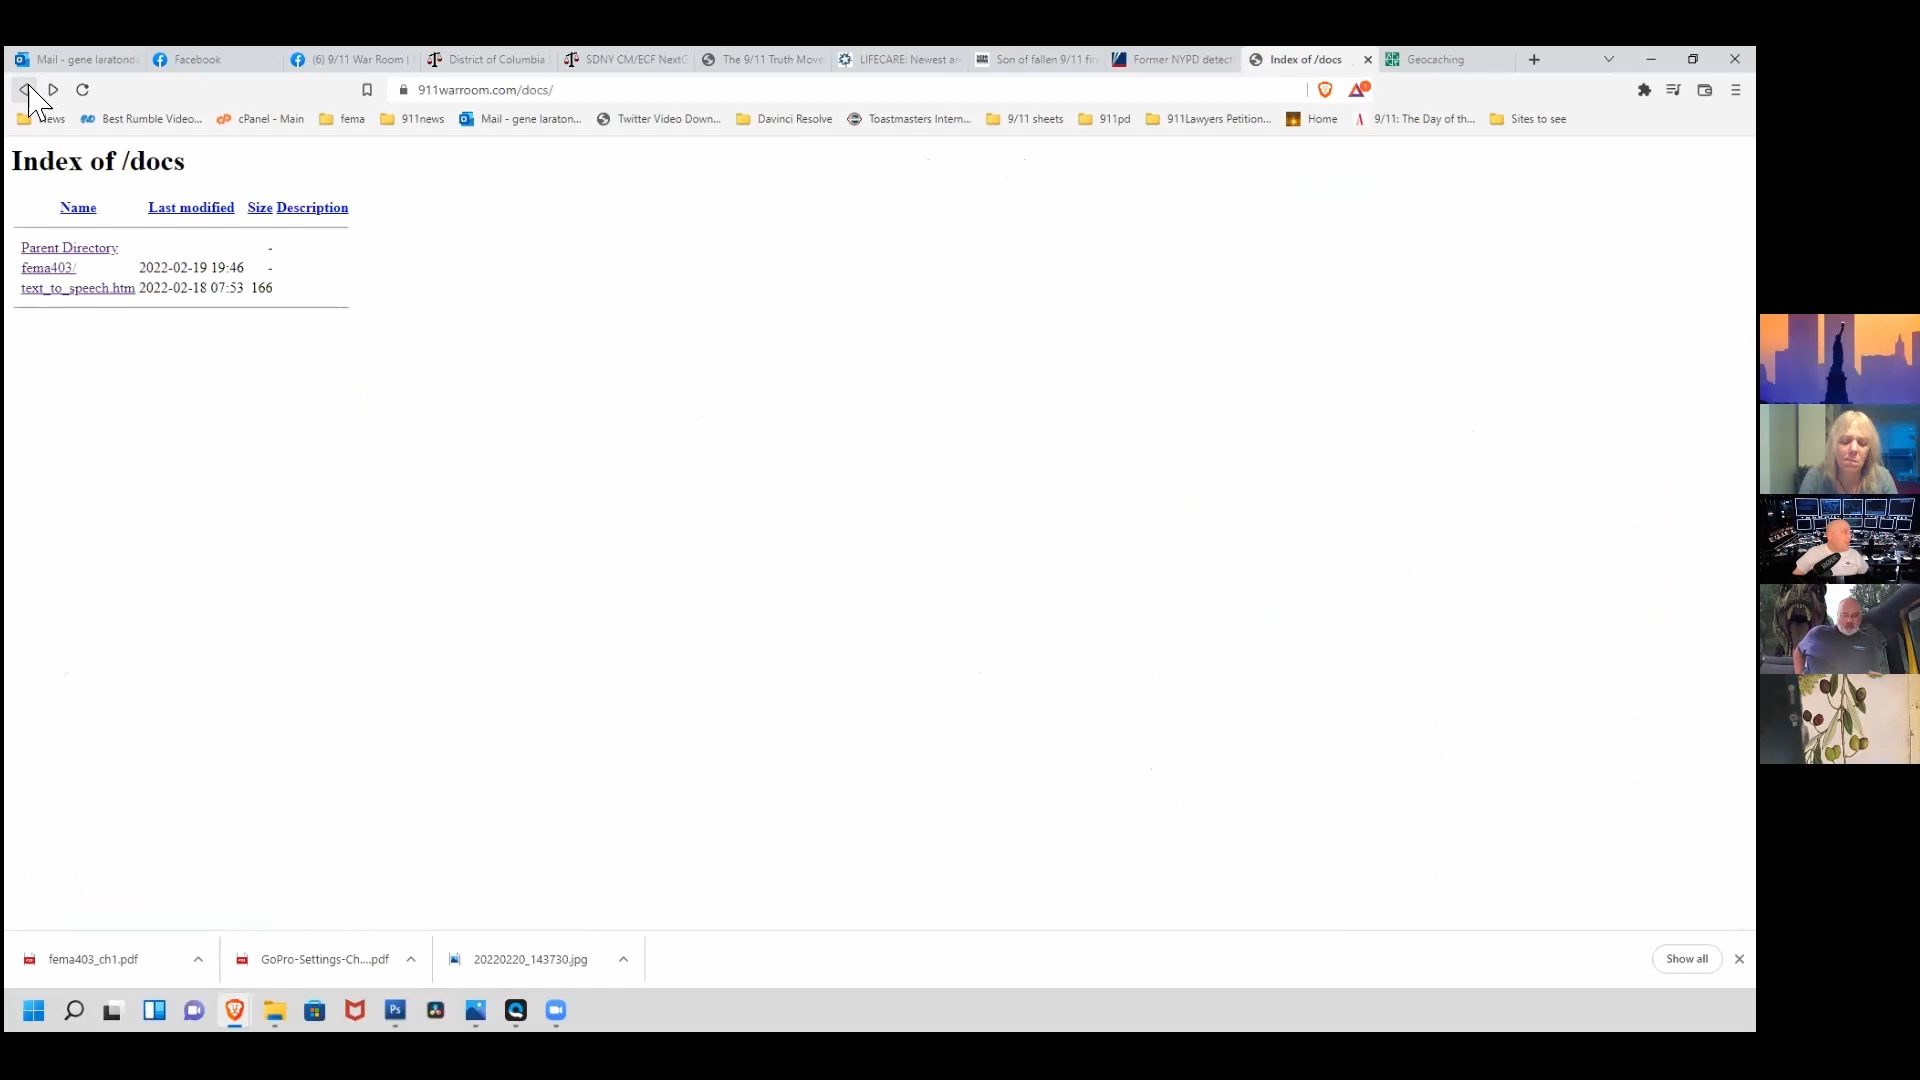 Mail - gene laratond
Facebook
(6) 9/11 War Room |
District of Columbia
SDNY CM/ECF NextG
The 9/11 Truth Move
LIFECARE: Newest an
Son of fallen 9/11 fir
Former NYPD detect
Index of /docs
Geocaching
911warroom.com/docs/
News
Best Rumble Video...
cPanel - Main
fema
911news
Mail - gene laraton...
Twitter Video Down...
Davinci Resolve
Toastmasters Intern...
9/11 sheets
911pd
911Lawyers Petition...
Home
9/11: The Day of th...
Sites to see
Index of /docs
Name Last modified Size Description
Parent Directory -
fema403/ 2022-02-19 19:46 -
text_to_speech.htm 2022-02-18 07:53 166
fema403_ch1.pdf
GoPro-Settings-Ch....pdf
20220220_143730.jpg
Show all
Ps